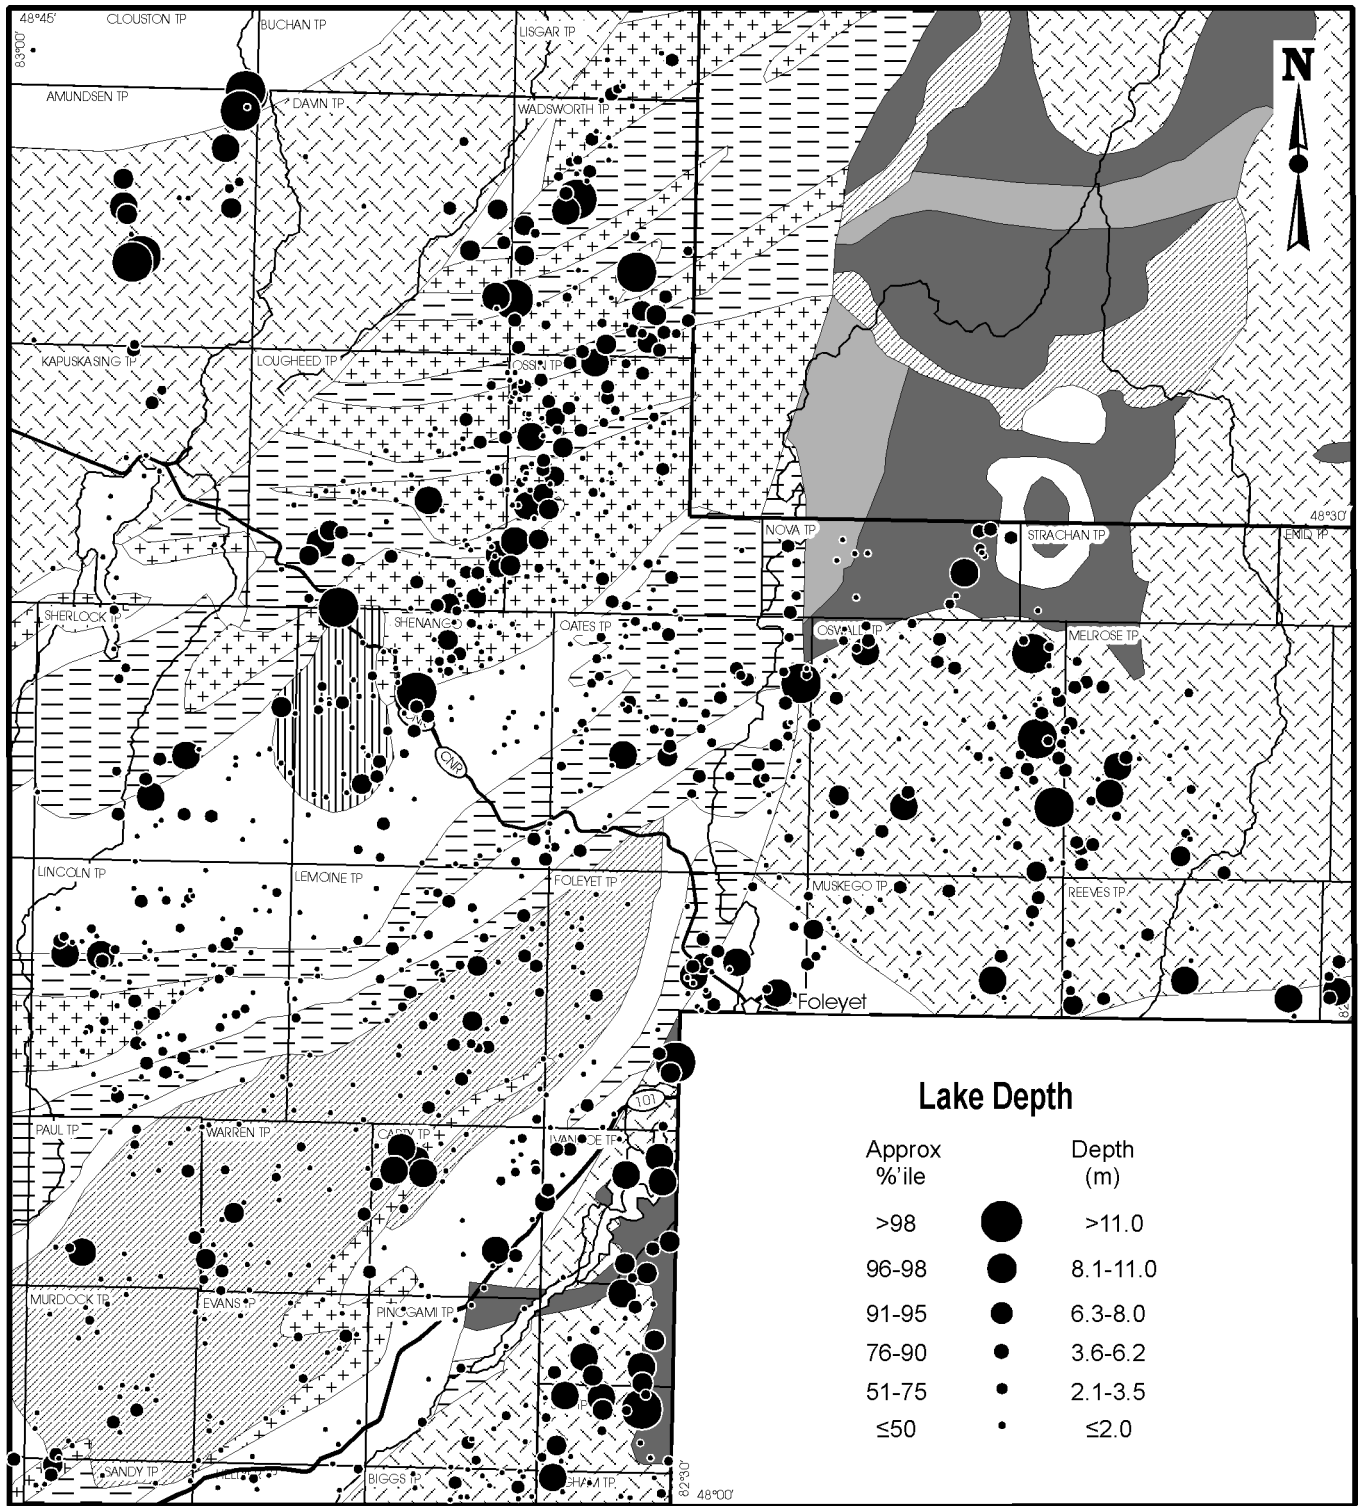 48°45'
CLOUSTON TP
BUCHAN TP
LISGAR TP
83°00'
N
AMUNDSEN TP
DAVIN TP
WADSWORTH TP
KAPUSKASING TP
LOUGHEED TP
OSSIN TP
48°30'
NOVA TP
STRACHAN TP
ENID TP
SHERLOCK TP
SHENANGO
OATES TP
OSWALD TP
MELROSE TP
CNR
LINCOLN TP
LEMOINE TP
FOLEYET TP
MUSKEGO TP
REEVES TP
Foleyet
101
PAUL TP
WARREN TP
CARTY TP
IVANHOE TP
MURDOCK TP
EVANS TP
PINOGAMI TP
SANDY TP
BIGGS TP
82°30'
48°00'
Lake Depth
Approx %'ile
Depth (m)
>98 >11.0
96-98 8.1-11.0
91-95 6.3-8.0
76-90 3.6-6.2
51-75 2.1-3.5
≤50 ≤2.0